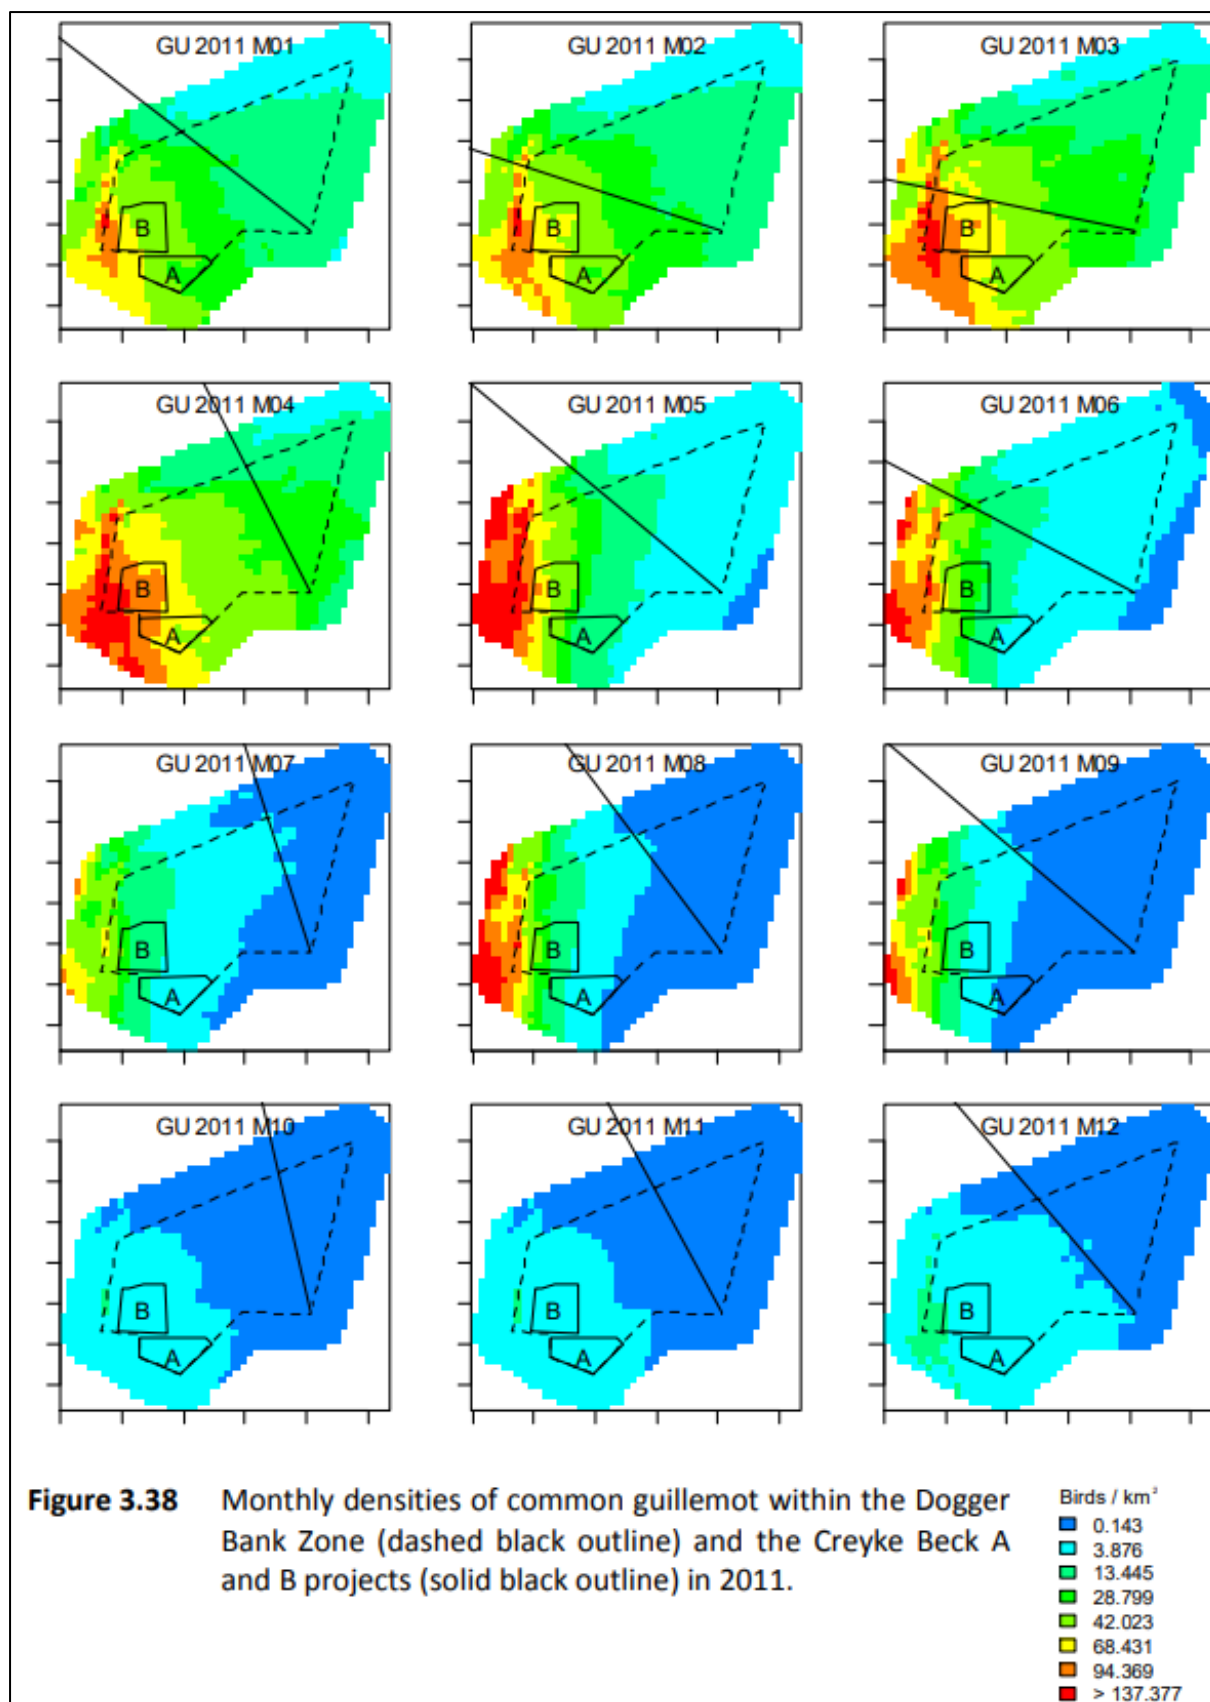 GU 2011 M01
GU 2011 M02
GU 2011 M03
B
A
B
A
B
A
GU 2011 M04
GU 2011 M05
GU 2011 M06
B
A
B
A
B
A
GU 2011 M07
GU 2011 M08
GU 2011 M09
B
A
B
A
B
A
GU 2011 M10
GU 2011 M11
GU 2011 M12
B
A
B
A
B
A
Figure 3.38 Monthly densities of common guillemot within the Dogger
Bank Zone (dashed black outline) and the Creyke Beck A
and B projects (solid black outline) in 2011.
Birds / km²
0.143
3.876
13.445
28.799
42.023
68.431
94.369
> 137.377